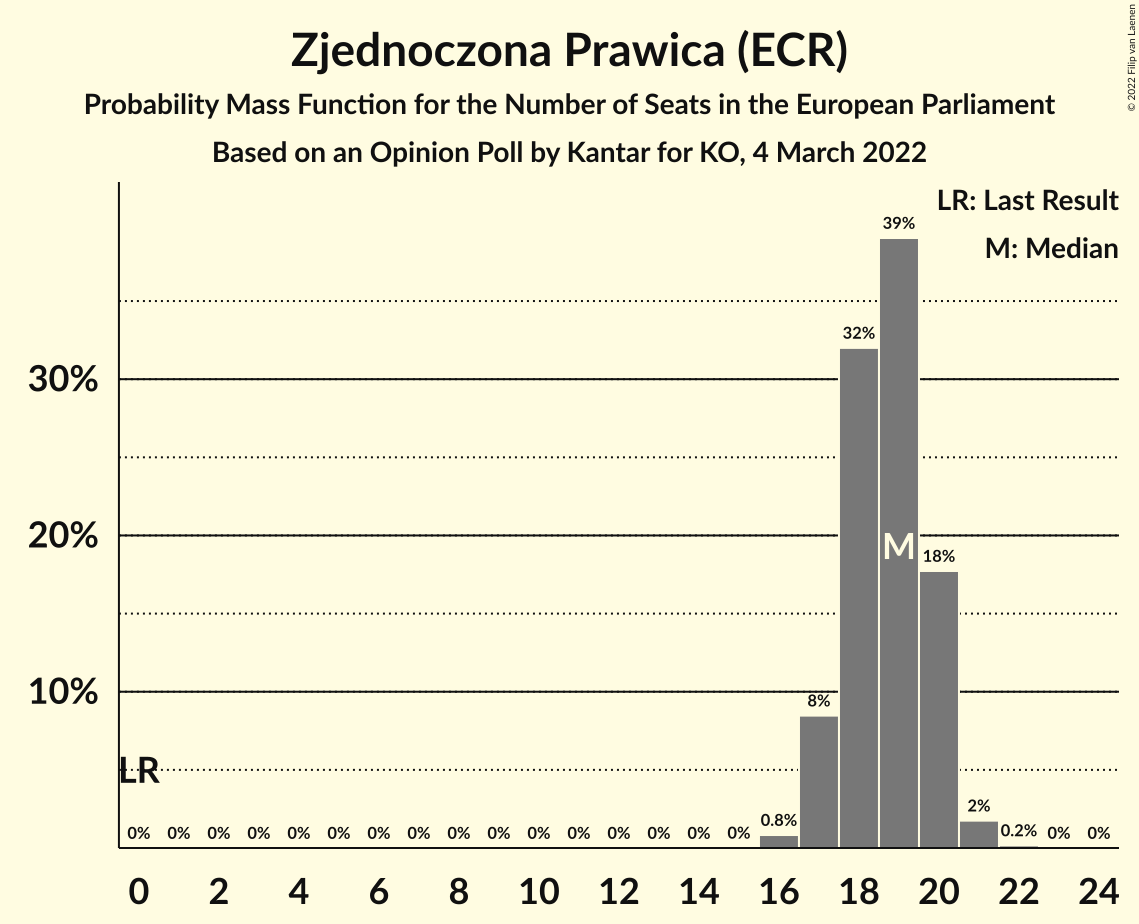 Zjednoczona Prawica (ECR)
Probability Mass Function for the Number of Seats in the European Parliament
Based on an Opinion Poll by Kantar for KO, 4 March 2022
© 2022 Filip van Laenen
LR: Last Result
M: Median
39%
32%
30%
20%
M
18%
10%
8%
LR
2%
0% 0% 0% 0% 0% 0% 0% 0% 0% 0% 0% 0% 0% 0% 0% 0% 0.8% 0.2% 0% 0%
0 2 4 6 8 10 12 14 16 18 20 22 24